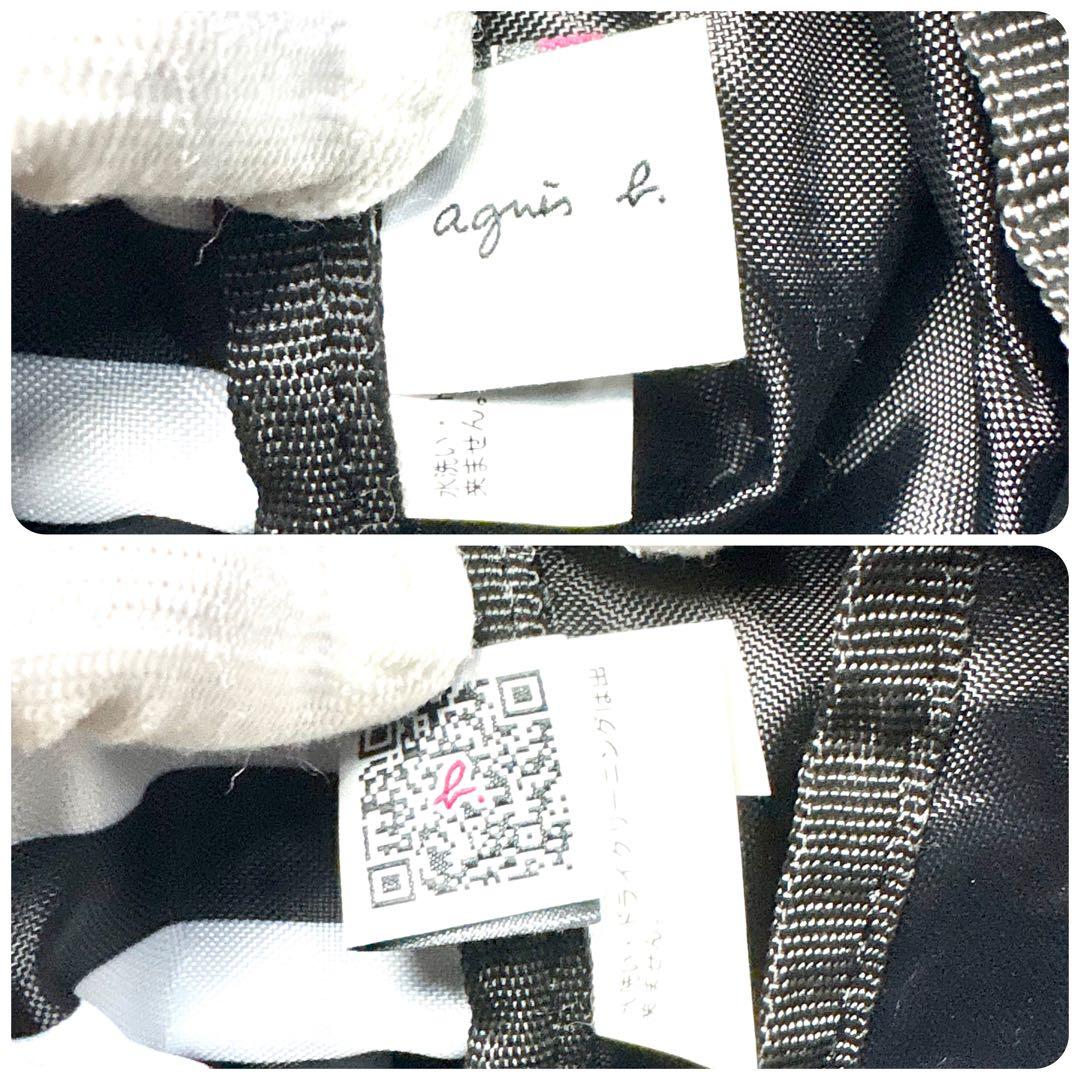 agnès b.
水洗い・
来ません。
b.
水洗い、ドライクリーニングは出
来ません。